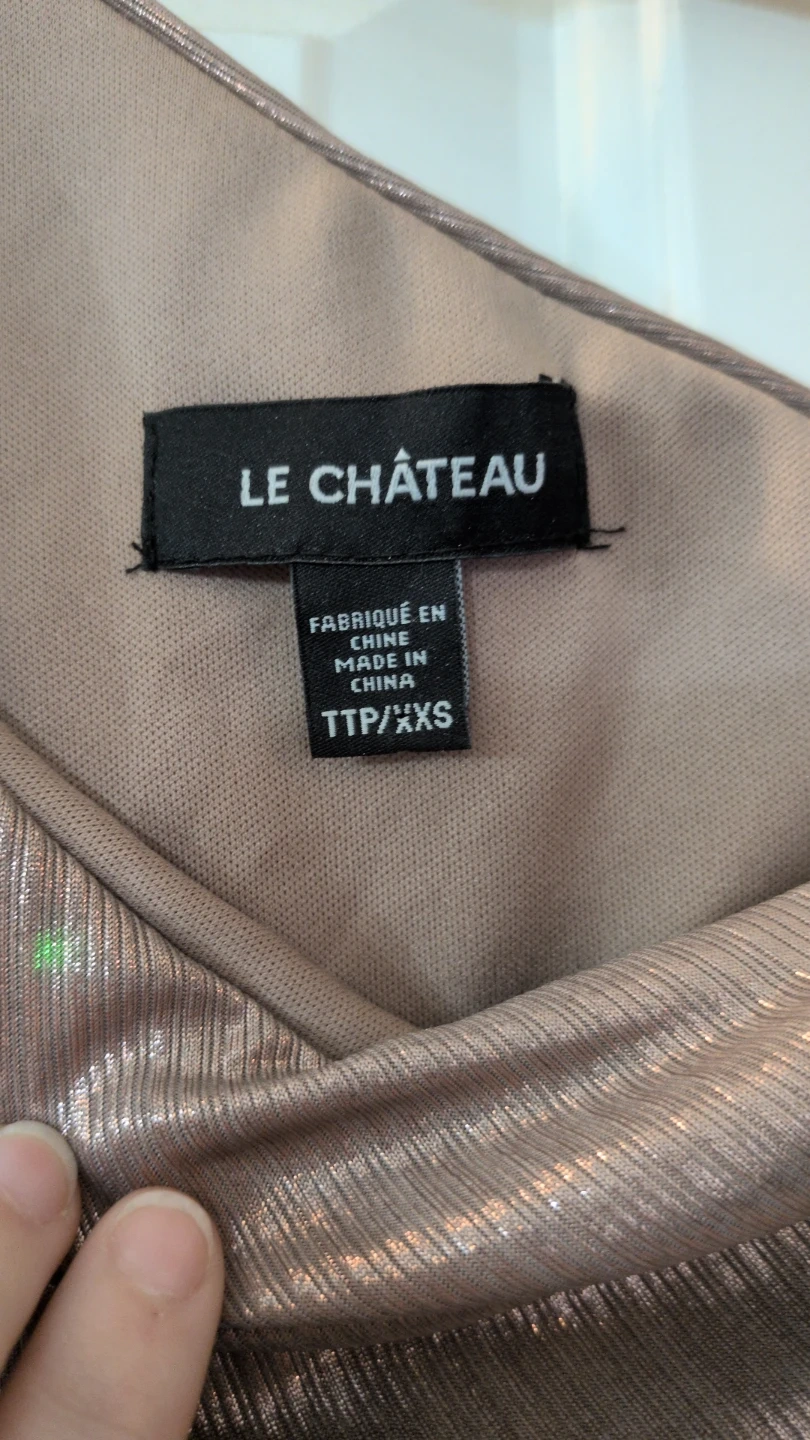 LE CHÂTEAU
FABRIQUÉ EN
CHINE
MADE IN
CHINA
TTP/XXS